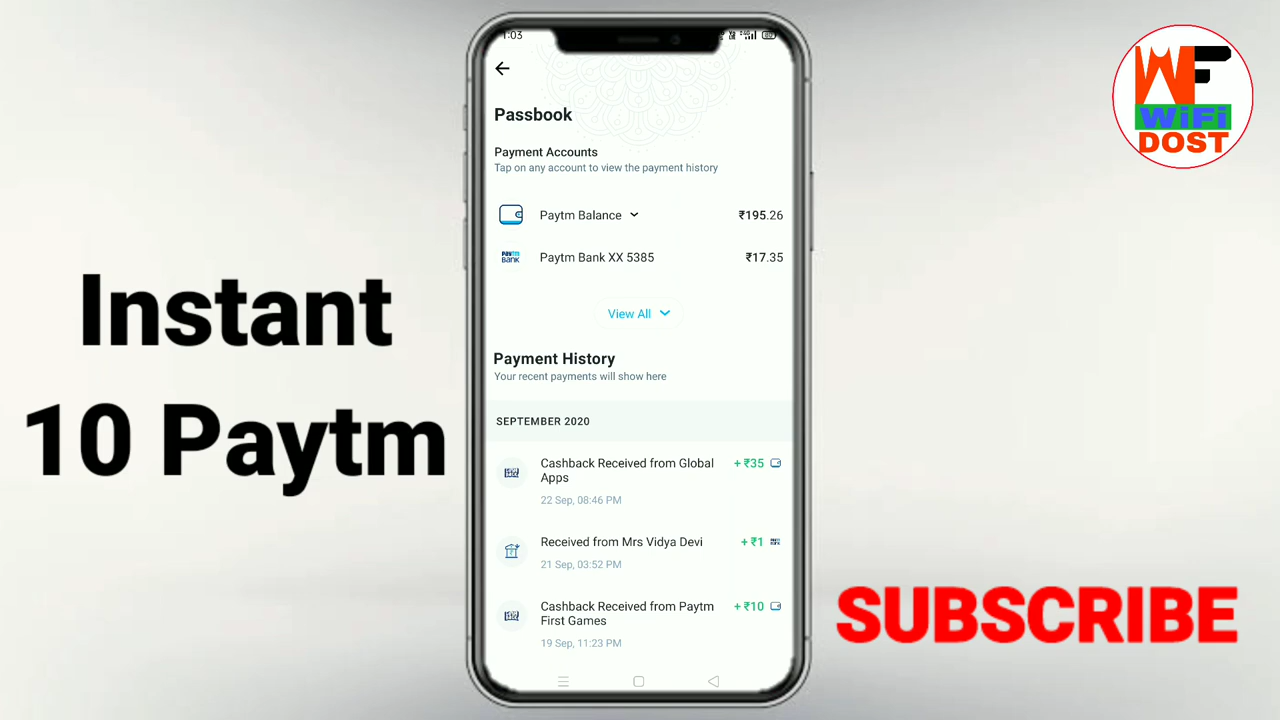 1:03
WF
WiFi
DOST
Passbook
Payment Accounts
Tap on any account to view the payment history
Paytm Balance ₹195.26
paytm BANK
Paytm Bank XX 5385 ₹17.35
View All
Payment History
Your recent payments will show here
SEPTEMBER 2020
Cashback Received from Global Apps +₹35
22 Sep, 08:46 PM
Received from Mrs Vidya Devi +₹1
21 Sep, 03:52 PM
Cashback Received from Paytm First Games +₹10
19 Sep, 11:23 PM
Instant
10 Paytm
SUBSCRIBE